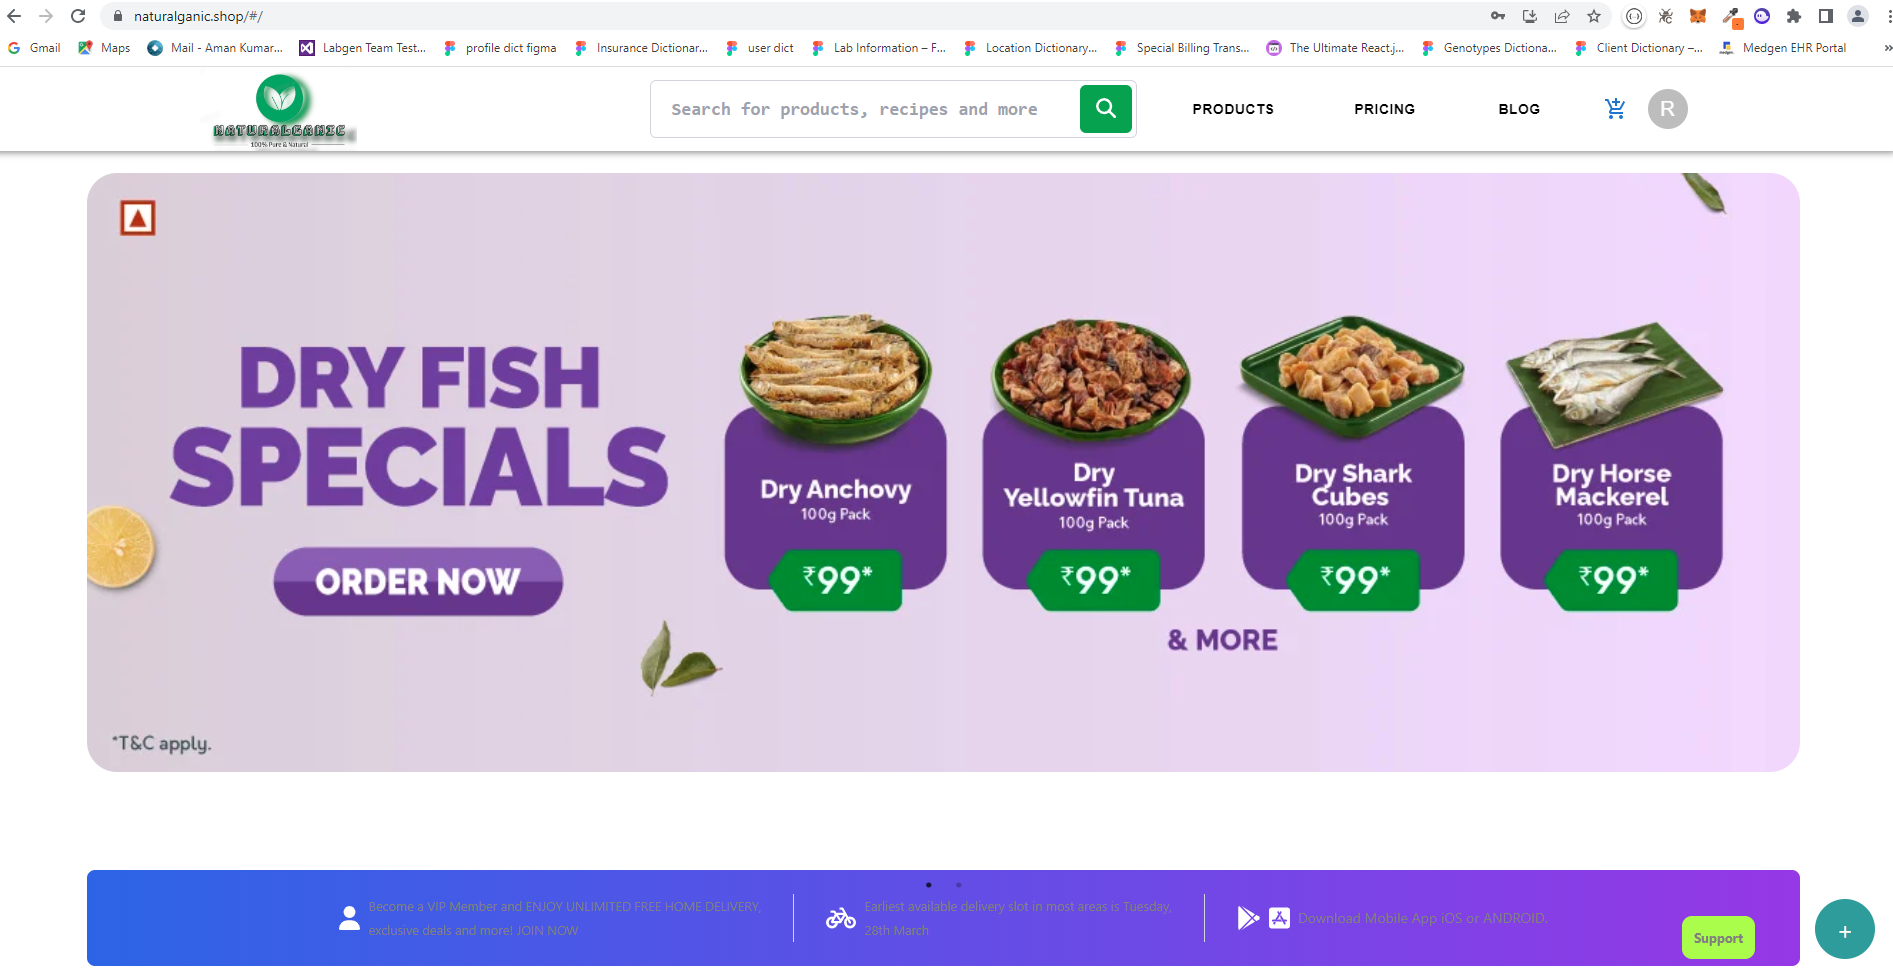 naturalganic.shop/#/
Gmail
Maps
Mail - Aman Kumar...
Labgen Team Test...
profile dict figma
Insurance Dictionar...
user dict
Lab Information – F...
Location Dictionary...
Special Billing Trans...
The Ultimate React.j...
Genotypes Dictiona...
Client Dictionary –...
Medgen EHR Portal
»
NATURALGANIC
100% Pure & Natural
Search for products, recipes and more
PRODUCTS
PRICING
BLOG
R
DRY FISH
SPECIALS
ORDER NOW
Dry Anchovy
100g Pack
₹99*
Dry
Yellowfin Tuna
100g Pack
₹99*
Dry Shark
Cubes
100g Pack
₹99*
Dry Horse
Mackerel
100g Pack
₹99*
& MORE
*T&C apply.
Become a VIP Member and ENJOY UNLIMITED FREE HOME DELIVERY,
exclusive deals and more! JOIN NOW
Earliest available delivery slot in most areas is Tuesday,
28th March
Download Mobile App iOS or ANDROID.
Support
+